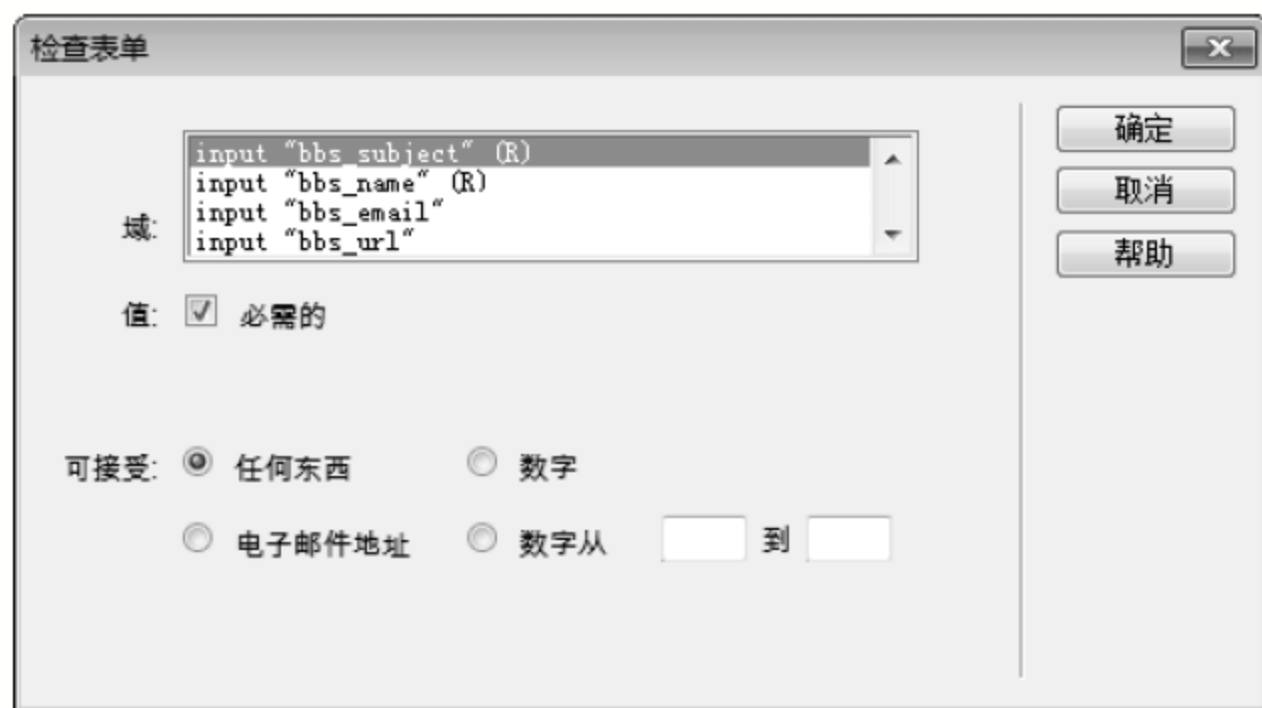 检查表单
input "bbs_subject" (R)
input "bbs_name" (R)
input "bbs_email"
input "bbs_url"
域:
值: 必需的
可接受: 任何东西 数字
电子邮件地址 数字从 到
确定
取消
帮助